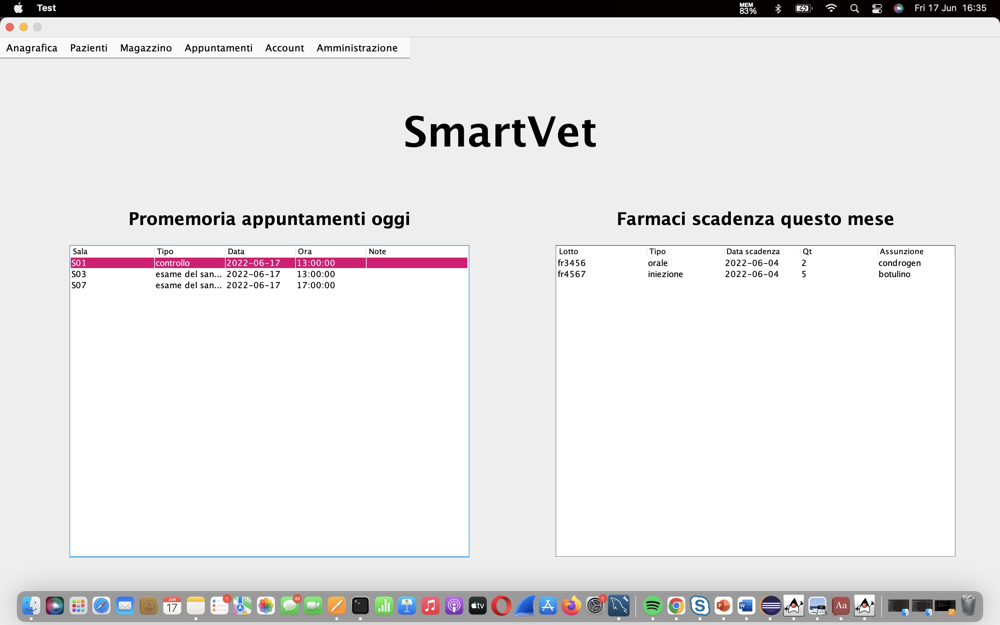 Test MEM 83% Fri 17 Jun 16:35
Anagrafica Pazienti Magazzino Appuntamenti Account Amministrazione
SmartVet
Promemoria appuntamenti oggi
Sala Tipo Data Ora Note
S01 controllo 2022-06-17 13:00:00
S03 esame del san... 2022-06-17 13:00:00
S07 esame del san... 2022-06-17 17:00:00
Farmaci scadenza questo mese
Lotto Tipo Data scadenza Qt Assunzione
fr3456 orale 2022-06-04 2 condrogen
fr4567 iniezione 2022-06-04 5 botulino
JUN 17 1 49 tv 1 S P W Aa